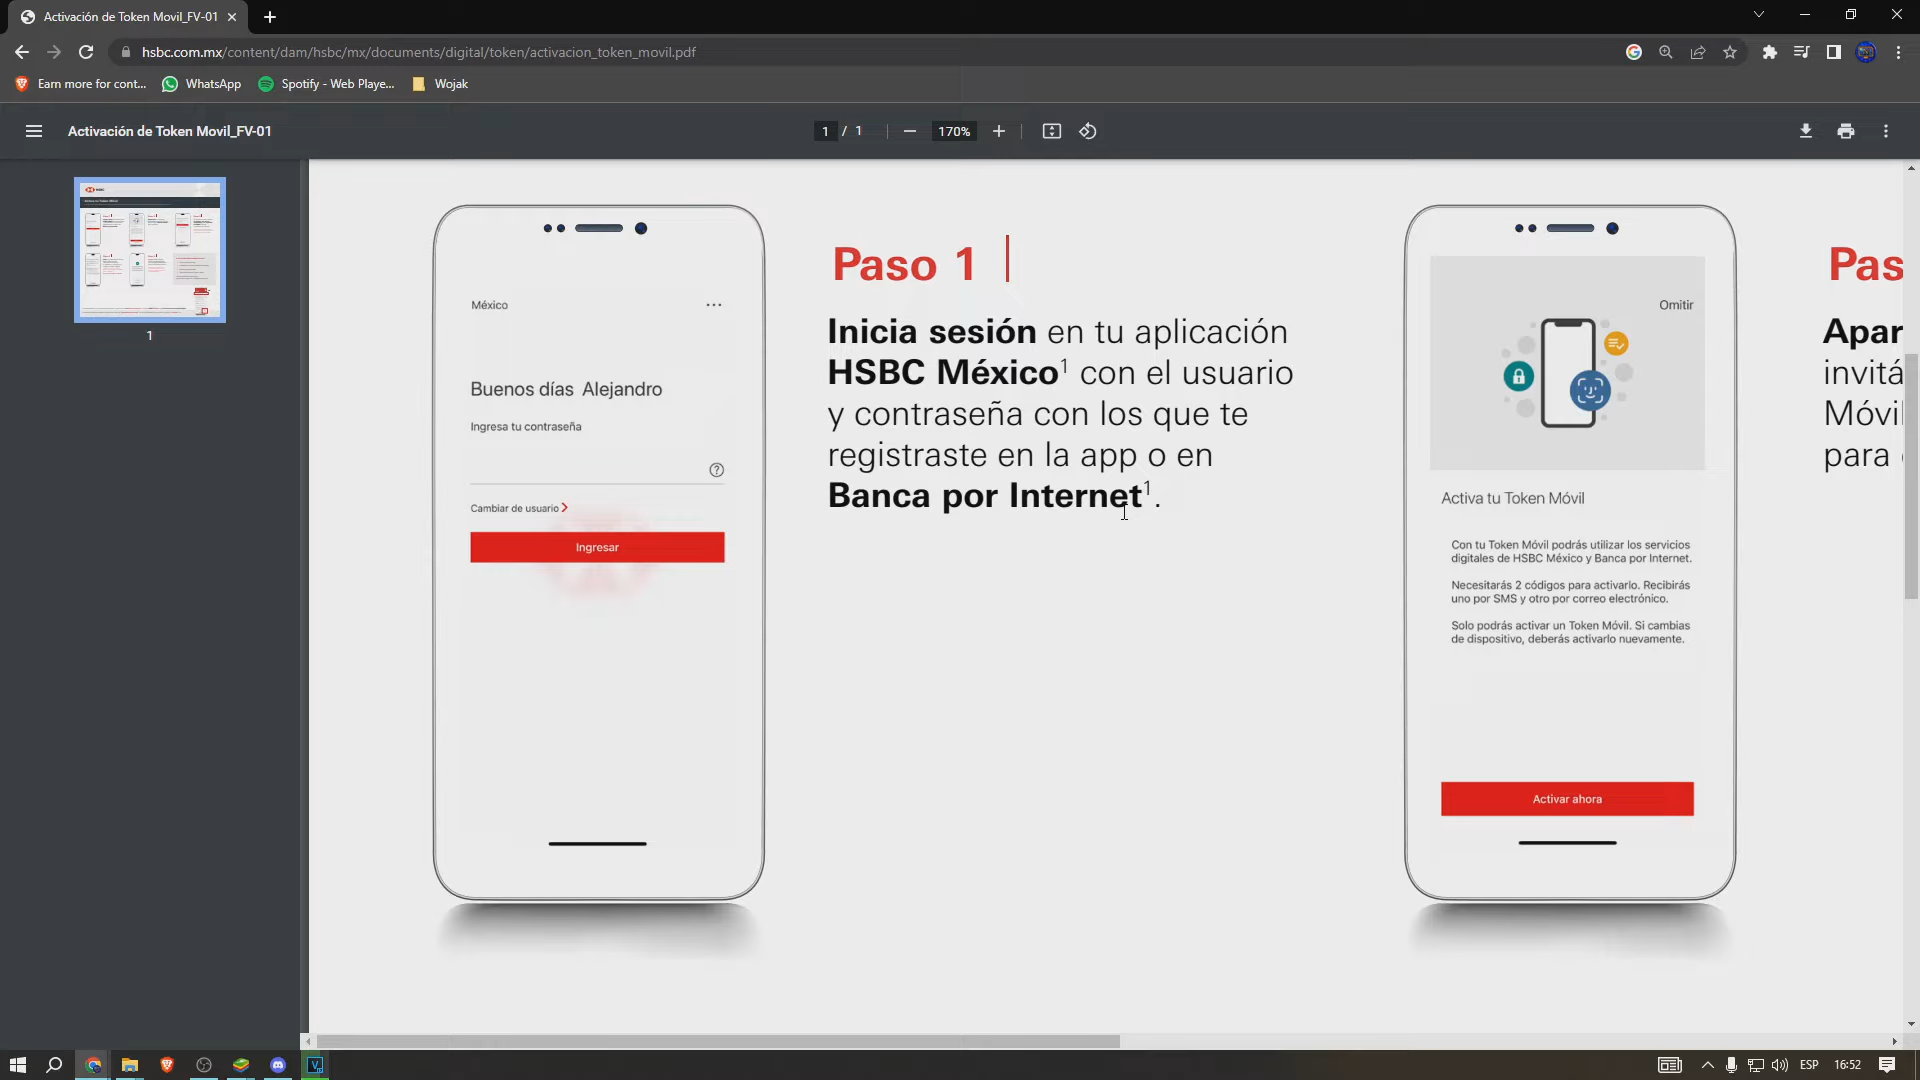 Activación de Token Movil_FV-01
hsbc.com.mx/content/dam/hsbc/mx/documents/digital/token/activacion_token_movil.pdf
Earn more for cont...
WhatsApp
Spotify - Web Playe...
Wojak
Activación de Token Movil_FV-01
1 / 1
170%
1
México
Buenos días Alejandro
Ingresa tu contraseña
Cambiar de usuario
Ingresar
Paso 1
Inicia sesión en tu aplicación
HSBC México¹ con el usuario
y contraseña con los que te
registraste en la app o en
Banca por Internet¹.
Omitir
Activa tu Token Móvil
Con tu Token Móvil podrás utilizar los servicios
digitales de HSBC México y Banca por Internet.
Necesitarás 2 códigos para activarlo. Recibirás
uno por SMS y otro por correo electrónico.
Solo podrás activar un Token Móvil. Si cambias
de dispositivo, deberás activarlo nuevamente.
Activar ahora
Pas
Apar
invitá
Móvil
para
ESP
16:52